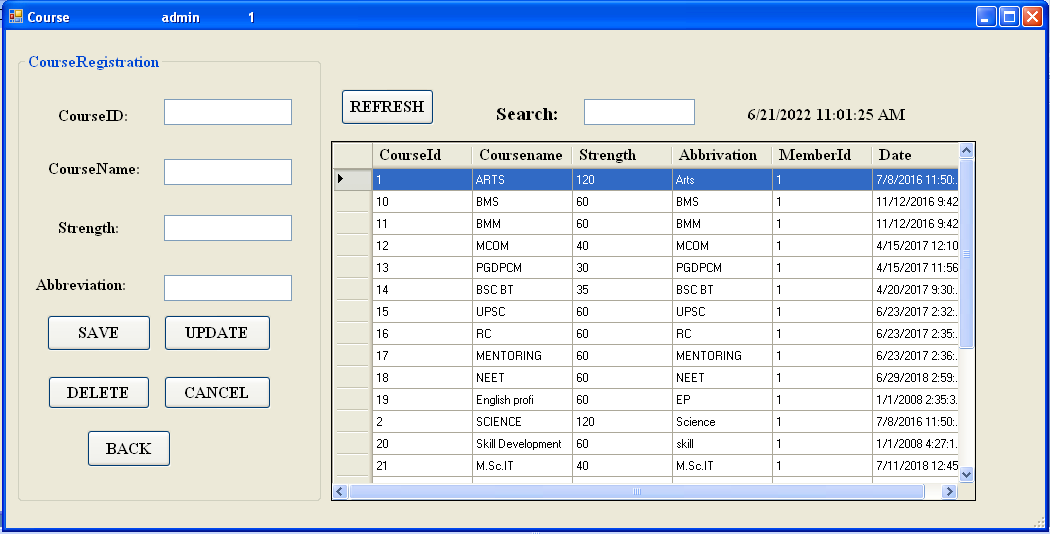 Course admin 1
CourseRegistration
CourseID:
CourseName:
Strength:
Abbreviation:
SAVE UPDATE
DELETE CANCEL
BACK
REFRESH Search: 6/21/2022 11:01:25 AM
CourseId Coursename Strength Abbrivation MemberId Date
1 ARTS 120 Arts 1 7/8/2016 11:50:.
10 BMS 60 BMS 1 11/12/2016 9:42
11 BMM 60 BMM 1 11/12/2016 9:42
12 MCOM 40 MCOM 1 4/15/2017 12:10
13 PGDPCM 30 PGDPCM 1 4/15/2017 11:56
14 BSC BT 35 BSC BT 1 4/20/2017 9:30:.
15 UPSC 60 UPSC 1 6/23/2017 2:32:.
16 RC 60 RC 1 6/23/2017 2:35:.
17 MENTORING 60 MENTORING 1 6/23/2017 2:36:.
18 NEET 60 NEET 1 6/29/2018 2:59:.
19 English profi 60 EP 1 1/1/2008 2:35:3.
2 SCIENCE 120 Science 1 7/8/2016 11:50:.
20 Skill Development 60 skill 1 1/1/2008 4:27:1.
21 M.Sc.IT 40 M.Sc.IT 1 7/11/2018 12:45